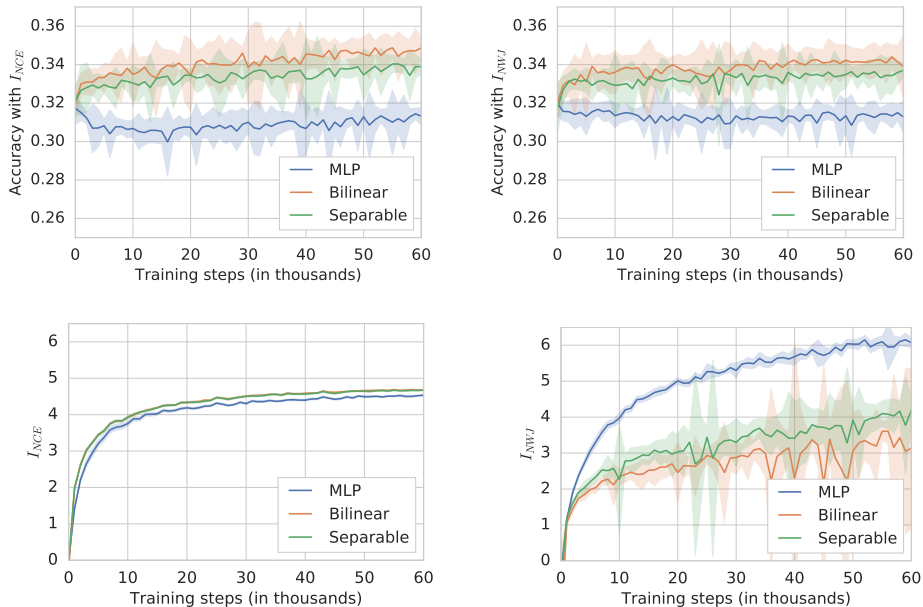 Accuracy with I_NCE
0.36
0.34
0.32
0.30
0.28
0.26
MLP
Bilinear
Separable
0 10 20 30 40 50 60
Training steps (in thousands)
Accuracy with I_NWJ
0.36
0.34
0.32
0.30
0.28
0.26
MLP
Bilinear
Separable
0 10 20 30 40 50 60
Training steps (in thousands)
I_NCE
6
5
4
3
2
1
0
MLP
Bilinear
Separable
0 10 20 30 40 50 60
Training steps (in thousands)
I_NWJ
6
5
4
3
2
1
0
MLP
Bilinear
Separable
0 10 20 30 40 50 60
Training steps (in thousands)